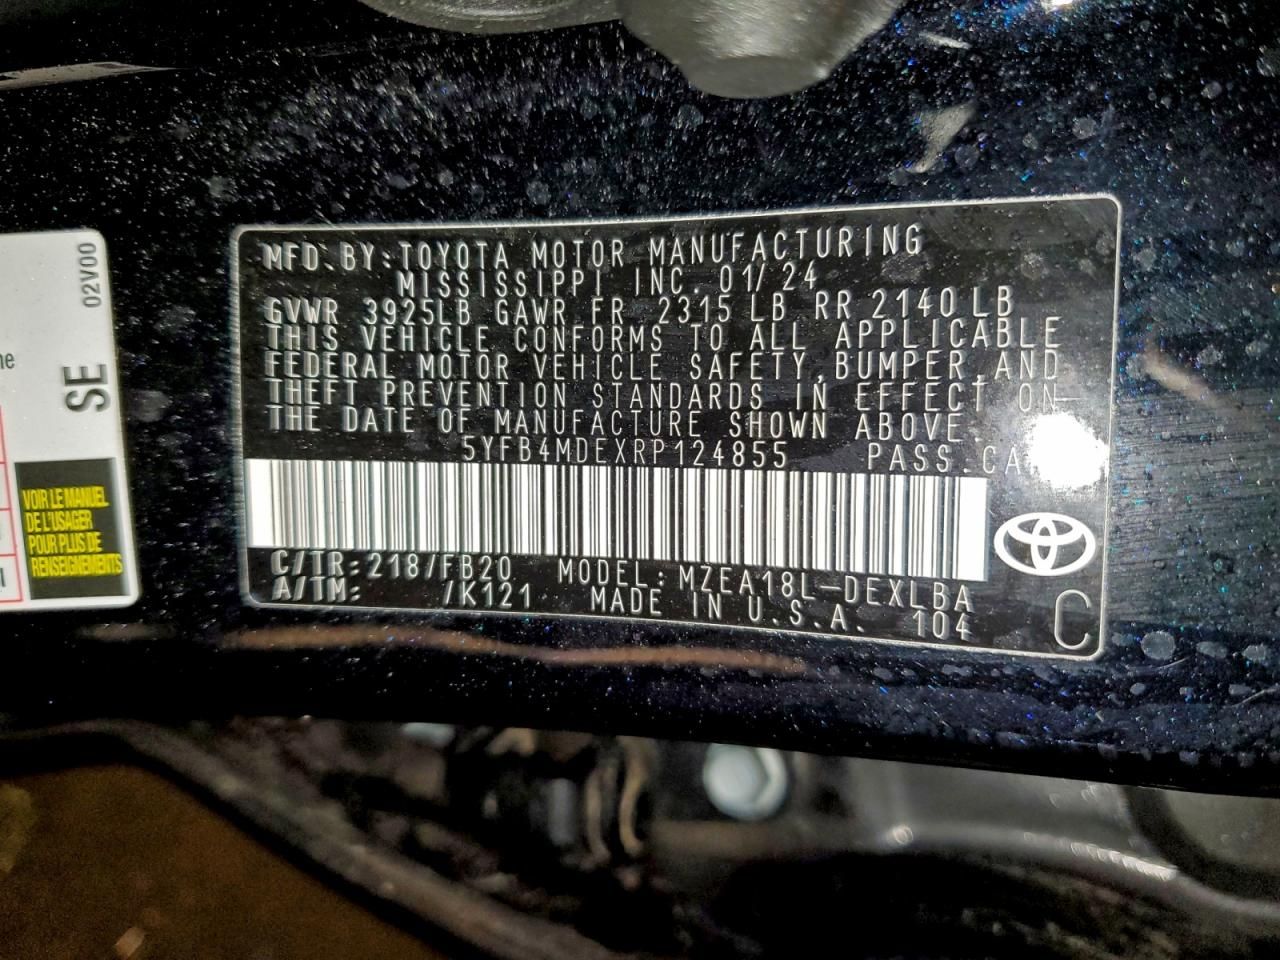 02V00
SE
VOIR LE MANUEL
DE L'USAGER
POUR PLUS DE
RENSEIGNEMENTS
MFD.BY:TOYOTA MOTOR MANUFACTURING
MISSISSIPPI INC. 01/24
GVWR 3925LB GAWR FR 2315 LB RR 2140 LB
THIS VEHICLE CONFORMS TO ALL APPLICABLE
FEDERAL MOTOR VEHICLE SAFETY,BUMPER,AND
THEFT PREVENTION STANDARDS IN EFFECT ON
THE DATE OF MANUFACTURE SHOWN ABOVE.
5YFB4MDEXRP124855 PASS.CA
C/TR:218/FB20 MODEL:MZEA18L-DEXLBA
A/TM: /K121 MADE IN U.S.A. 104
C